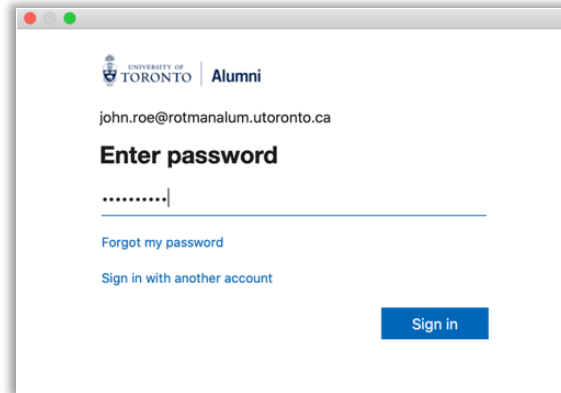 UNIVERSITY OF
TORONTO
Alumni
john.roe@rotmanalum.utoronto.ca
Enter password
••••••••••
Forgot my password
Sign in with another account
Sign in